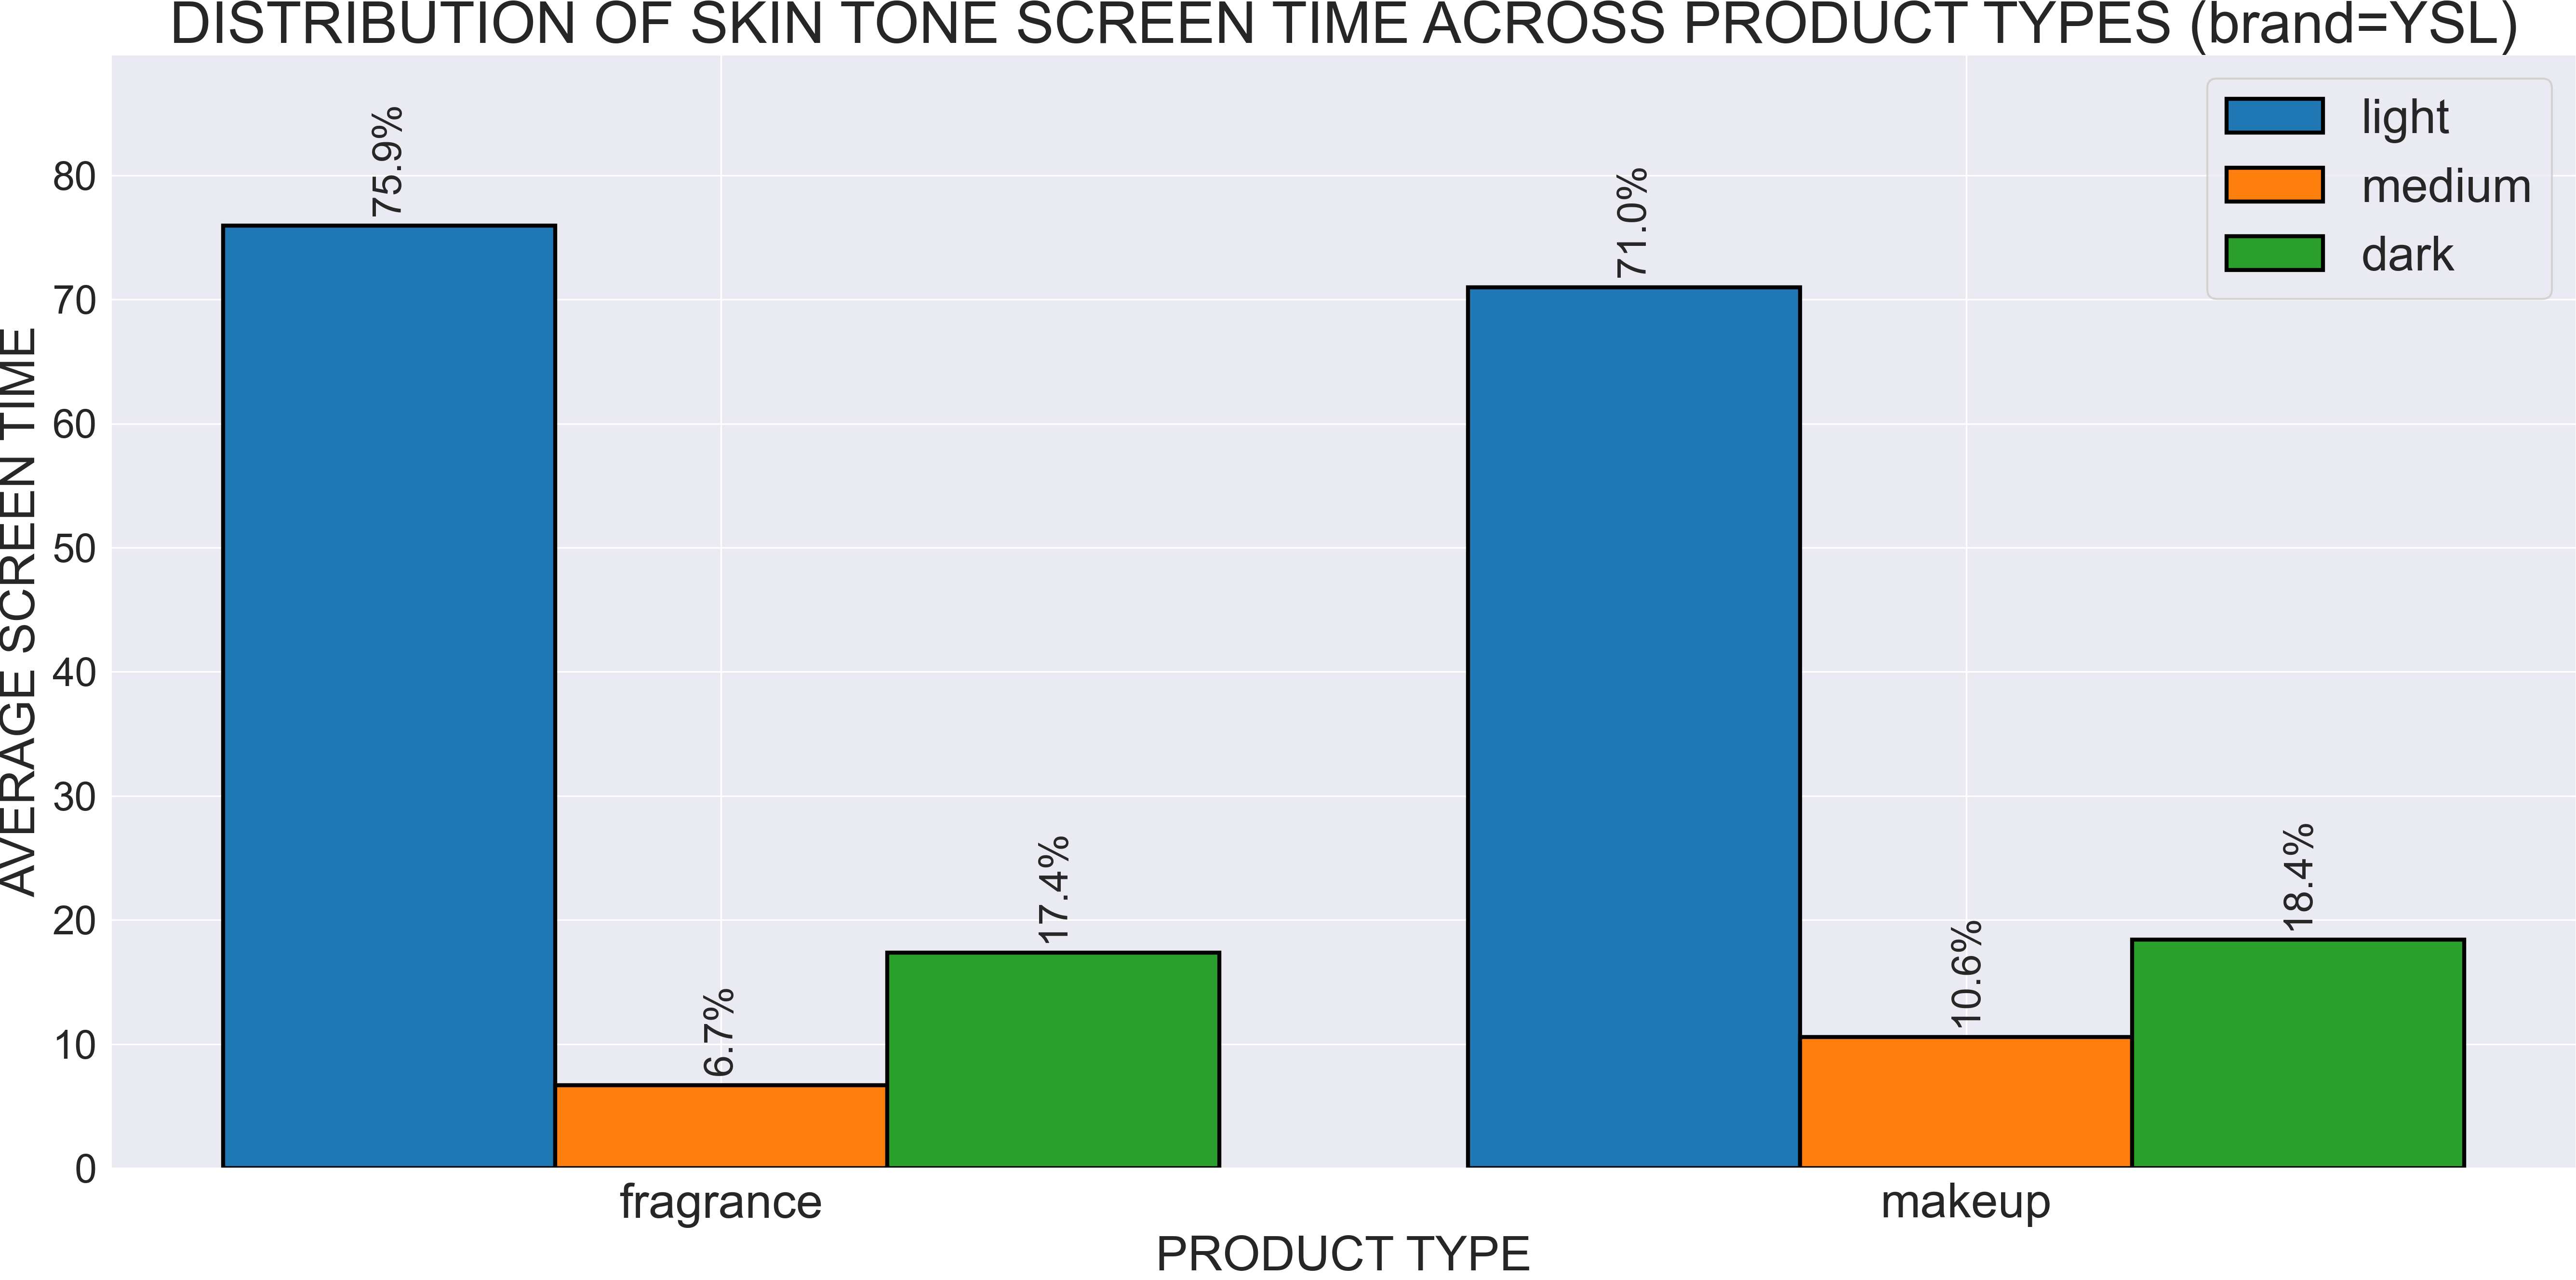 DISTRIBUTION OF SKIN TONE SCREEN TIME ACROSS PRODUCT TYPES (brand=YSL)
light
medium
dark
AVERAGE SCREEN TIME
80
70
60
50
40
30
20
10
0
75.9%
6.7%
17.4%
71.0%
10.6%
18.4%
fragrance
makeup
PRODUCT TYPE